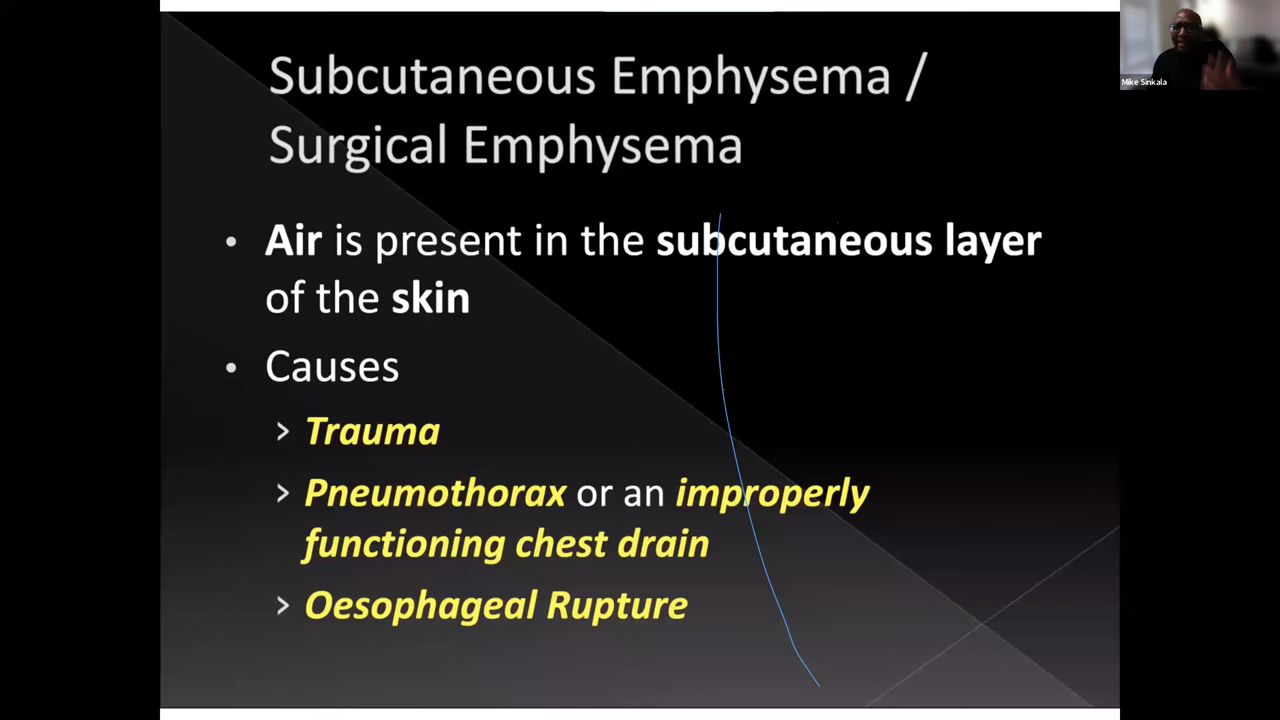 Subcutaneous Emphysema /
Surgical Emphysema
• Air is present in the subcutaneous layer
of the skin
• Causes
› Trauma
› Pneumothorax or an improperly
functioning chest drain
› Oesophageal Rupture
Mike Sinkala